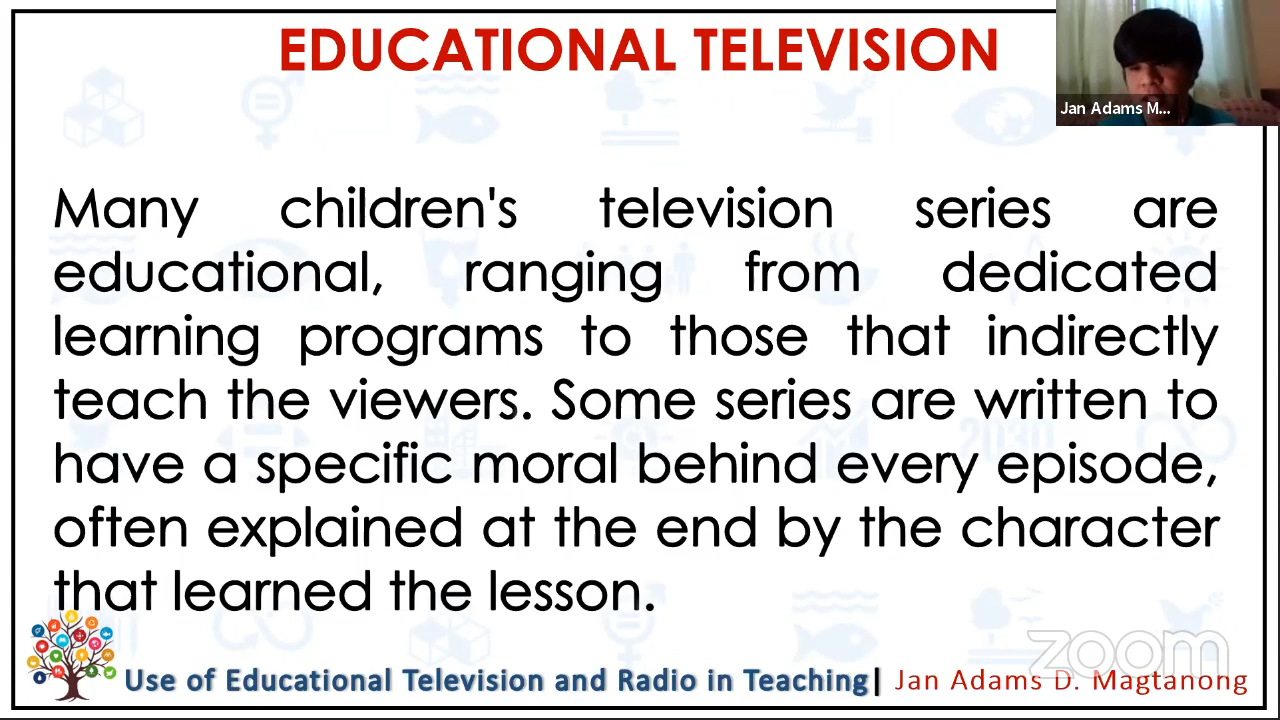 EDUCATIONAL TELEVISION
Jan Adams M...
Many children's television series are
educational, ranging from dedicated
learning programs to those that indirectly
teach the viewers. Some series are written to
have a specific moral behind every episode,
often explained at the end by the character
that learned the lesson.
2030
zoom
Use of Educational Television and Radio in Teaching| Jan Adams D. Magtanong